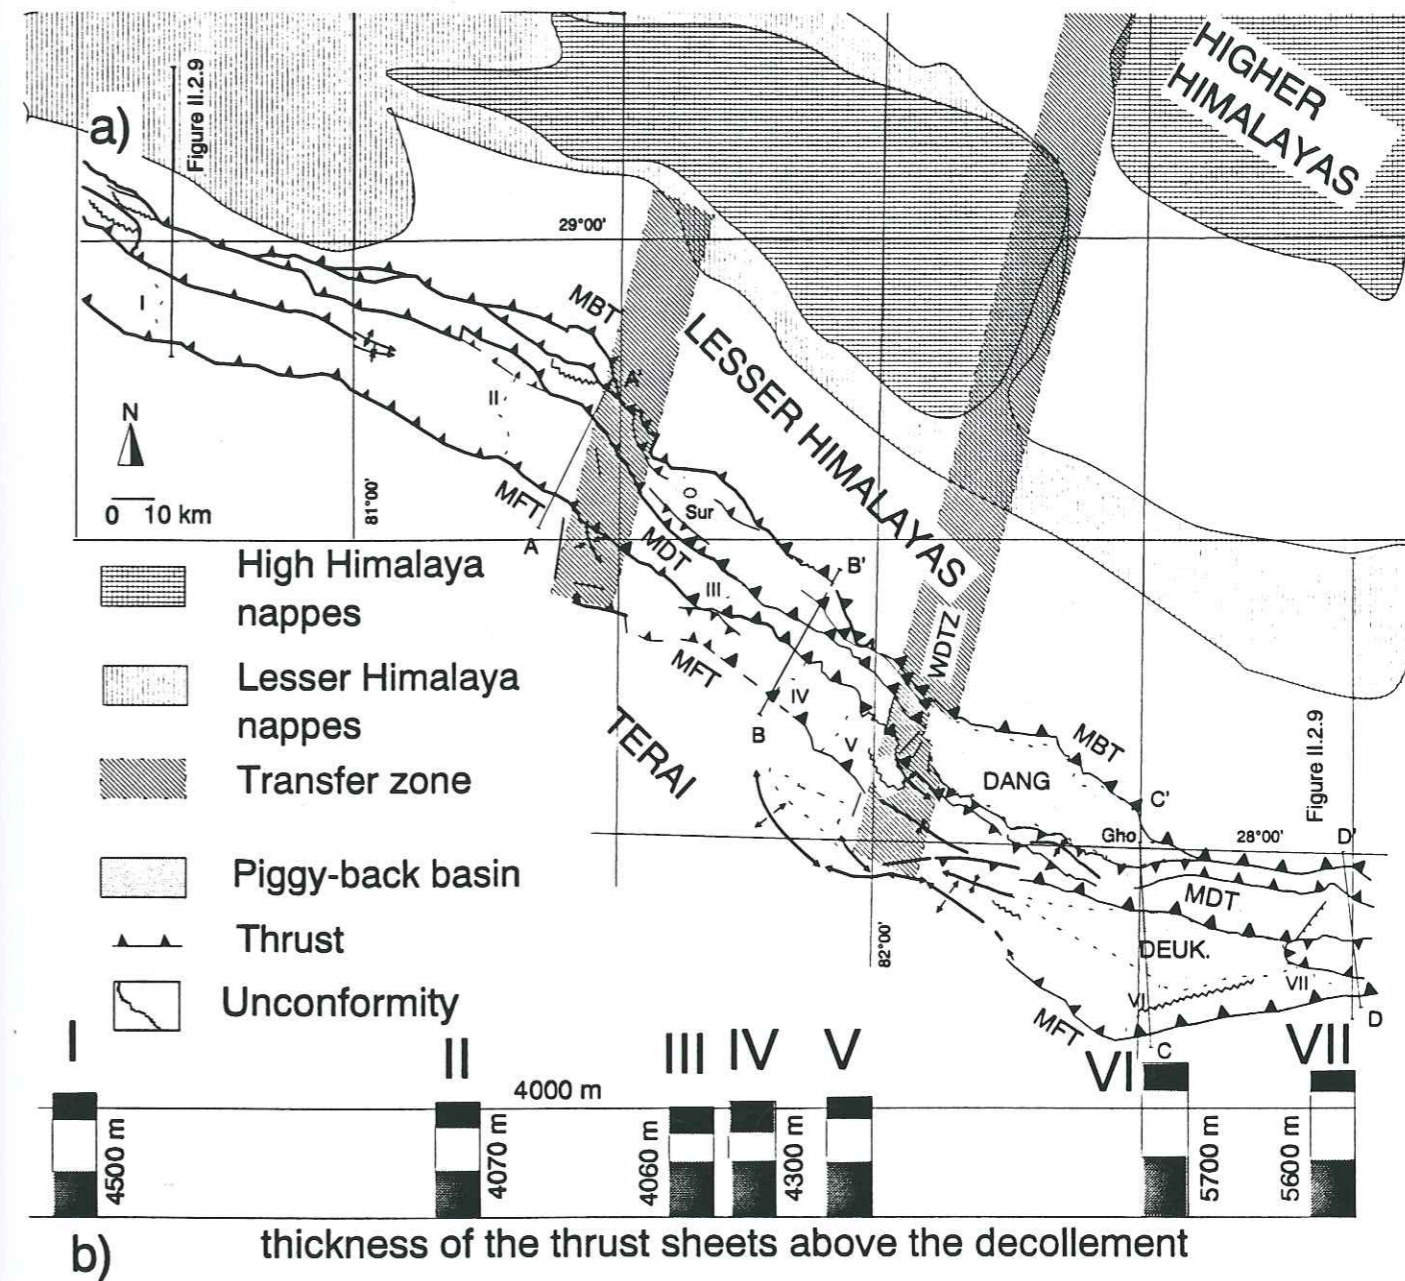 a)
Figure II.2.9
HIGHER
HIMALAYAS
29°00'
I
MBT
LESSER HIMALAYAS
A'
II
N
0 10 km
81°00'
MFT
A
Sur
MDT
B'
III
WDTZ
MFT
IV
B
V
TERAI
MBT
DANG
C'
Figure II.2.9
Gho
28°00'
D'
MDT
82°00'
DEUK.
VI
VII
MFT
C
D
High Himalaya
nappes
Lesser Himalaya
nappes
Transfer zone
Piggy-back basin
Thrust
Unconformity
I
II
III
IV
V
VI
VII
4000 m
4500 m
4070 m
4060 m
4300 m
5700 m
5600 m
b)
thickness of the thrust sheets above the decollement